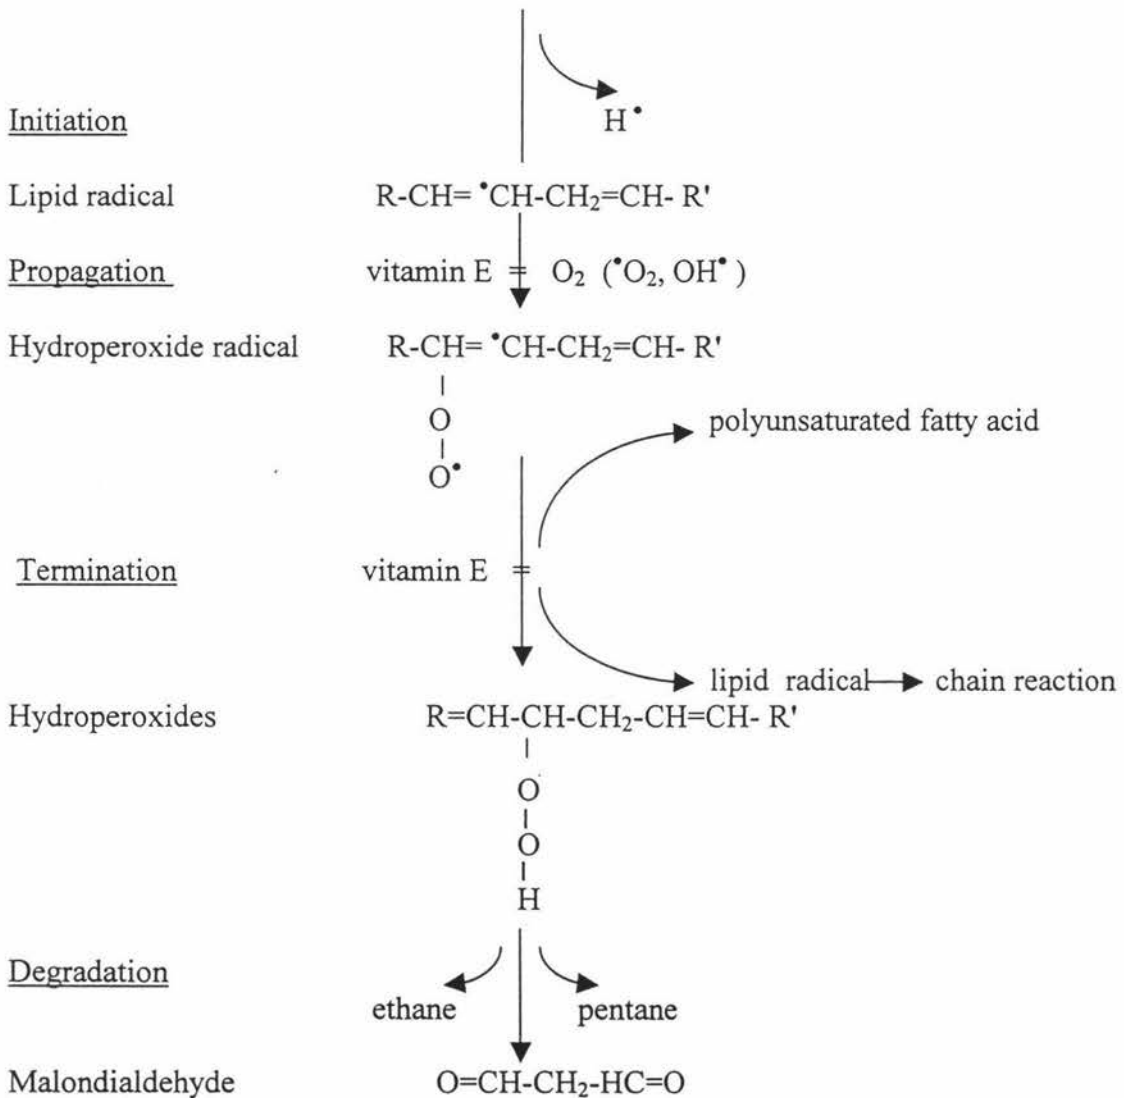 H•
Initiation
Lipid radical R-CH= •CH-CH₂=CH- R'
Propagation vitamin E O₂ (•O₂, OH•)
Hydroperoxide radical R-CH= •CH-CH₂=CH- R'
O
polyunsaturated fatty acid
O•
Termination vitamin E
lipid radical chain reaction
Hydroperoxides R=CH-CH-CH₂-CH=CH- R'
O
O
H
Degradation
ethane pentane
Malondialdehyde O=CH-CH₂-HC=O